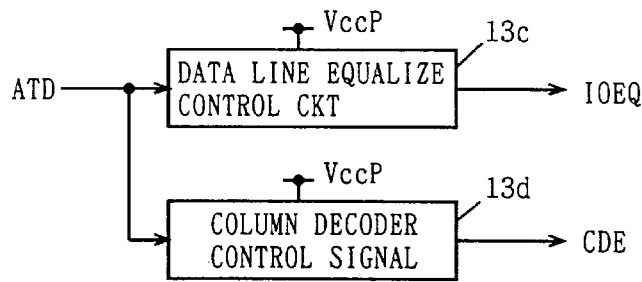 VccP
13c
ATD
DATA LINE EQUALIZE
CONTROL CKT
IOEQ
VccP
13d
COLUMN DECODER
CONTROL SIGNAL
CDE